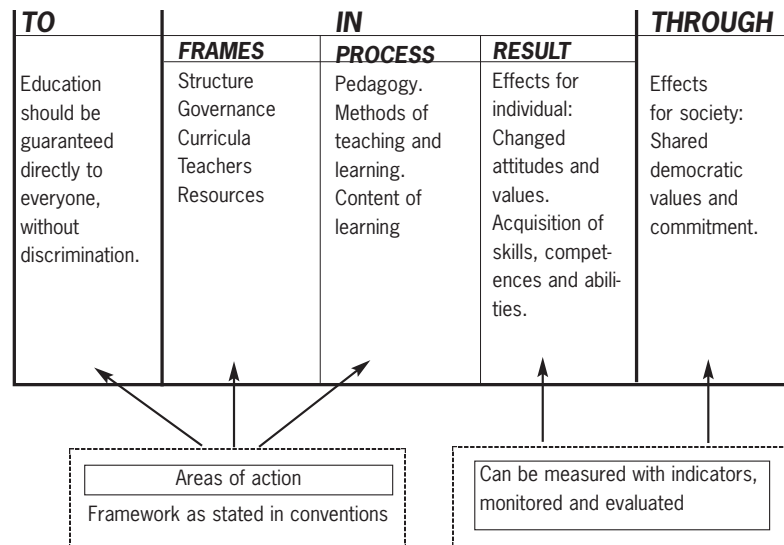 TO
IN
THROUGH
FRAMES
PROCESS
RESULT
Education
should be
guaranteed
directly to
everyone,
without
discrimination.
Structure
Governance
Curricula
Teachers
Resources
Pedagogy.
Methods of
teaching and
learning.
Content of
learning
Effects for
individual:
Changed
attitudes and
values.
Acquisition of
skills, compet-
ences and abili-
ties.
Effects
for society:
Shared
democratic
values and
commitment.
Areas of action
Framework as stated in conventions
Can be measured with indicators,
monitored and evaluated